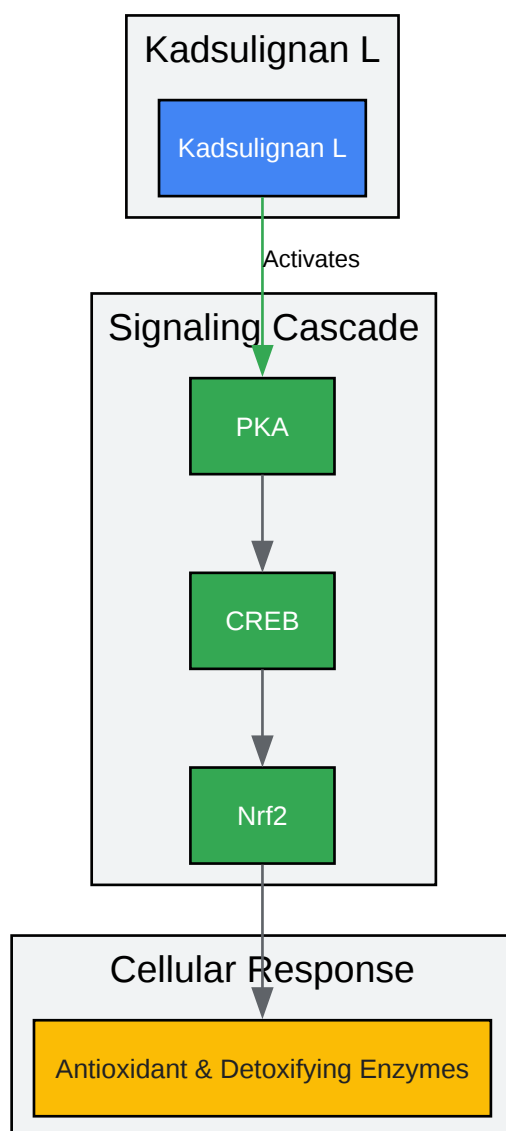 Kadsulignan L
Kadsulignan L
Activates
Signaling Cascade
PKA
CREB
Nrf2
Cellular Response
Antioxidant & Detoxifying Enzymes